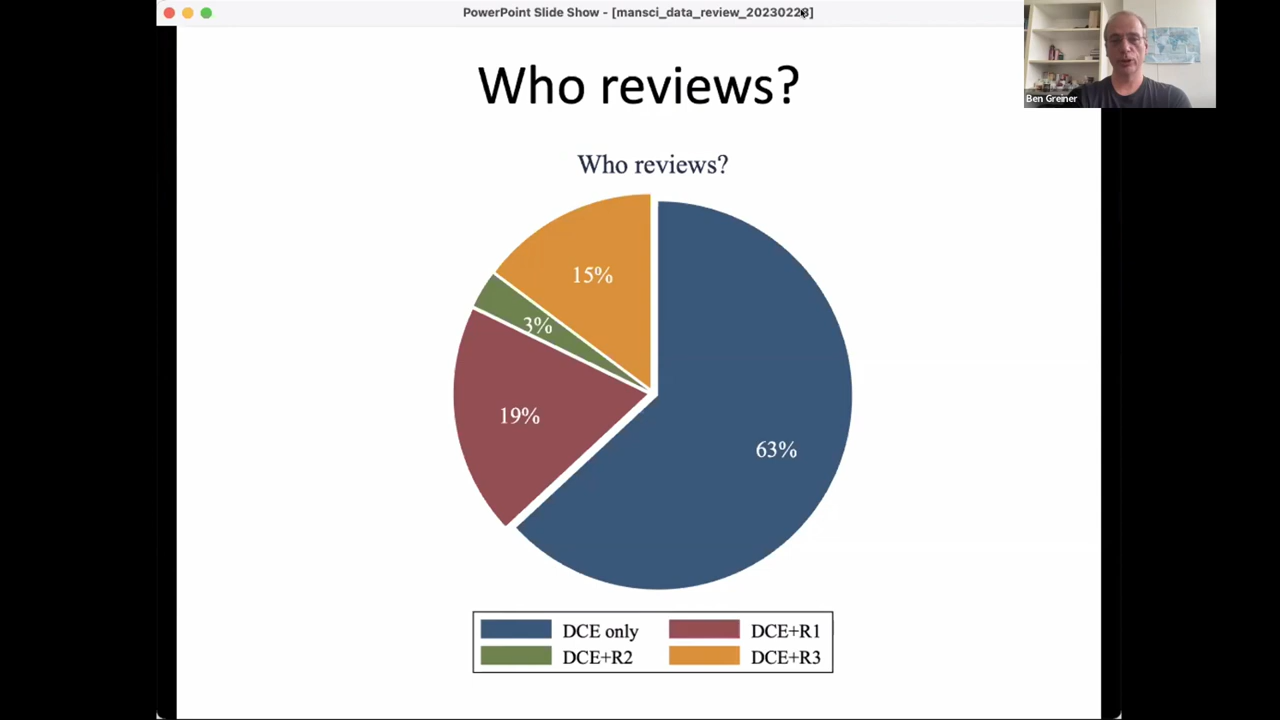 PowerPoint Slide Show - [mansci_data_review_20230223]
Ben Greiner
Who reviews?
Who reviews?
15%
3%
19%
63%
DCE only
DCE+R1
DCE+R2
DCE+R3